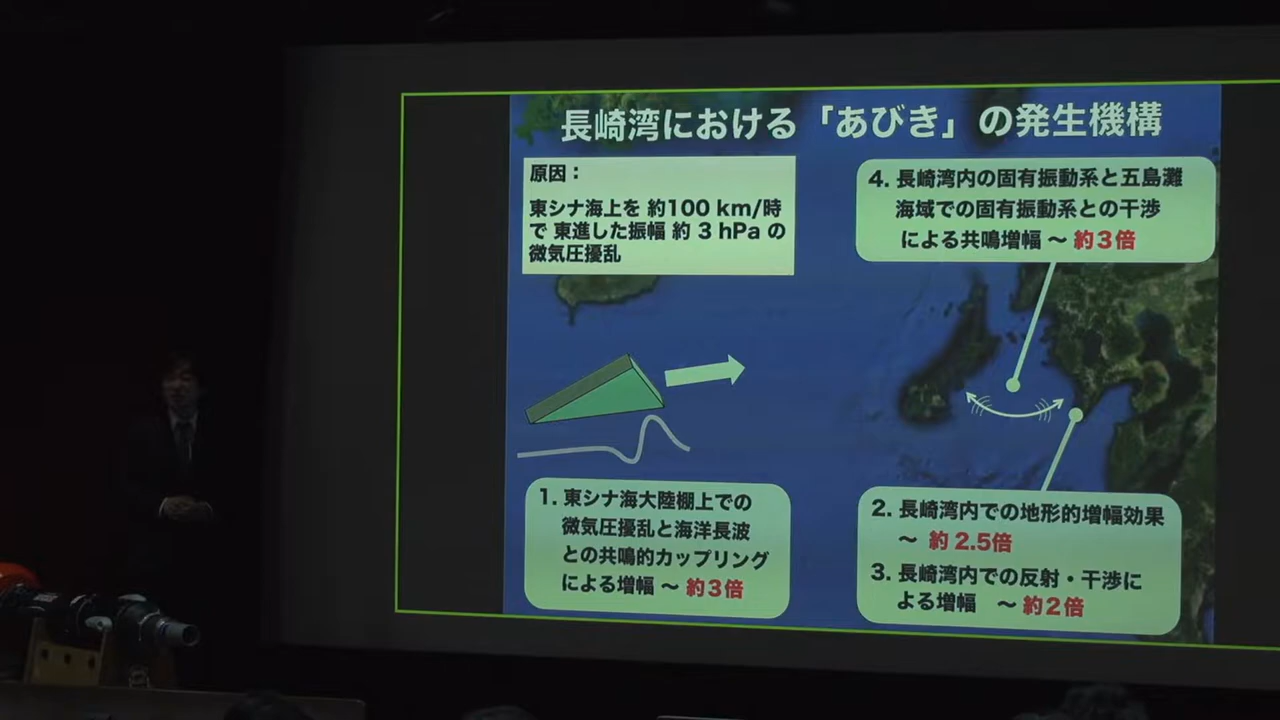 長崎湾における「あびき」の発生機構
原因：
東シナ海上を 約100 km/時
で 東進した振幅 約 3 hPa の
微気圧擾乱
4. 長崎湾内の固有振動系と五島灘
海域での固有振動系との干渉
による共鳴増幅 ～ 約3倍
1. 東シナ海大陸棚上での
微気圧擾乱と海洋長波
との共鳴的カップリング
による増幅 ～ 約3倍
2. 長崎湾内での地形的増幅効果
～ 約 2.5倍
3. 長崎湾内での反射・干渉に
よる増幅 ～ 約2倍